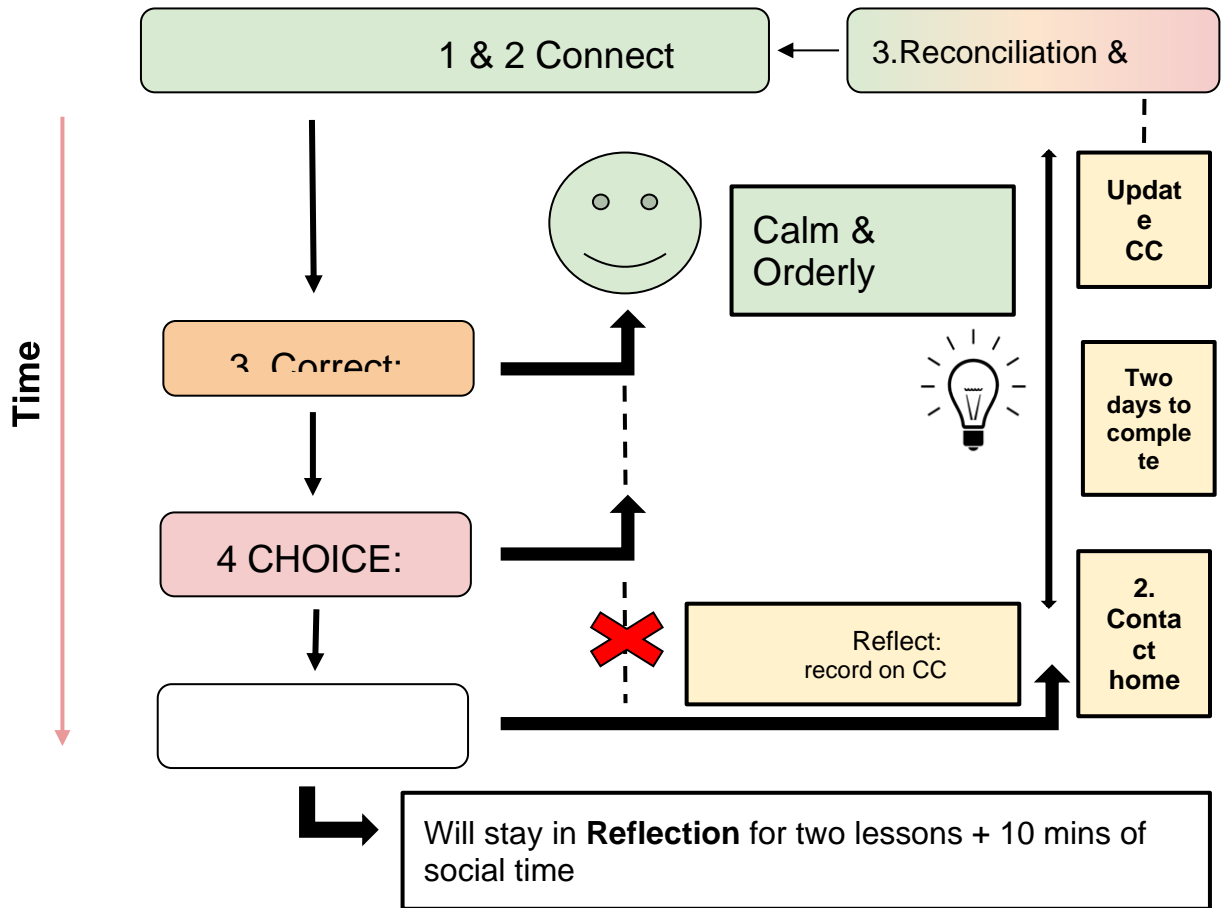 1 & 2 Connect
3.Reconciliation &
Time
Updat
e
CC
Calm &
Orderly
3. Correct:
Two
days to
comple
te
4 CHOICE:
2.
Conta
ct
home
Reflect:
record on CC
Will stay in Reflection for two lessons + 10 mins of
social time